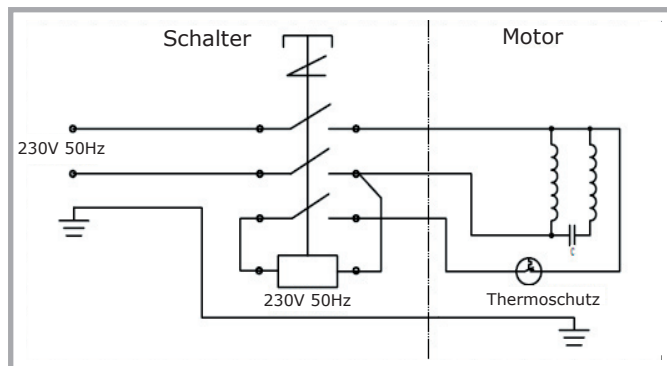 Schalter
Motor
230V 50Hz
C
230V 50Hz
Thermoschutz